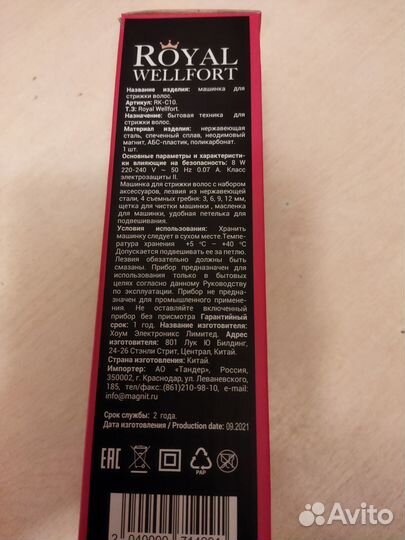 ROYAL
WELLFORT
Название изделия: машинка для
стрижки волос.
Артикул: RK-C10.
Т.З: Royal Wellfort.
Назначение: бытовая техника для
стрижки волос.
Материал изделия: нержавеющая
сталь, спеченный сплав, неодимовый
магнит, АБС-пластик, поликарбонат.
1 шт.
Основные параметры и характеристи-
ки влияющие на безопасность: 8 W
220-240 V ~ 50 Hz 0.07 A. Класс
электрозащиты II.
Машинка для стрижки волос с набором
аксессуаров, лезвия из нержавеющей
стали, 4 съемных гребня: 3, 6, 9, 12 мм,
щетка для чистки машинки , масленка
для машинки, удобная петелька для
подвешивания.
Условия использования: Хранить
машинку следует в сухом месте.Темпе-
ратура хранения +5 °C – +40 °C
Допускается подвешивать ее за петлю.
Лезвия обязательно должны быть
смазаны. Прибор предназначен для
использования только в бытовых
целях согласно данному Руководству
по эксплуатации. Прибор не предна-
значен для промышленного примене-
ния. Не оставляйте включенный
прибор без присмотра Гарантийный
срок: 1 год. Название изготовителя:
Хоум Электроникс Лимитед. Адрес
изготовителя: 801 Лук Ю Билдинг,
24-26 Стэнли Стрит, Централ, Китай.
Страна изготовления: Китай.
Импортер: АО «Тандер», Россия,
350002, г. Краснодар, ул. Леваневского,
185, тел/факс.:(861)210-98-10, e-mail:
info@magnit.ru
Срок службы: 2 года.
Дата изготовления / Production date: 09.2021
EAC
PAP
Avito